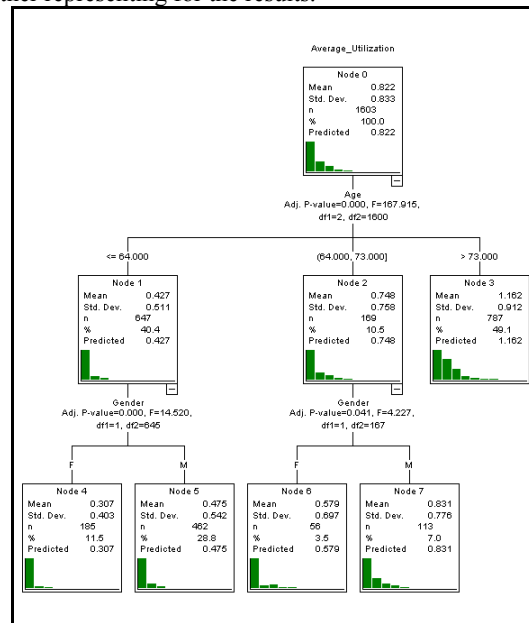 ther representing for the results.
Average_Utilization
Node 0
Mean 0.822
Std. Dev. 0.833
n 1603
% 100.0
Predicted 0.822
Age
Adj. P-value=0.000, F=167.915,
df1=2, df2=1600
<= 64.000 (64.000, 73.000] > 73.000
Node 1 Node 2 Node 3
Mean 0.427 Mean 0.748 Mean 1.162
Std. Dev. 0.511 Std. Dev. 0.758 Std. Dev. 0.912
n 647 n 169 n 787
% 40.4 % 10.5 % 49.1
Predicted 0.427 Predicted 0.748 Predicted 1.162
Gender Gender
Adj. P-value=0.000, F=14.520, Adj. P-value=0.041, F=4.227,
df1=1, df2=645 df1=1, df2=167
F M F M
Node 4 Node 5 Node 6 Node 7
Mean 0.307 Mean 0.475 Mean 0.579 Mean 0.831
Std. Dev. 0.403 Std. Dev. 0.542 Std. Dev. 0.697 Std. Dev. 0.776
n 185 n 462 n 56 n 113
% 11.5 % 28.8 % 3.5 % 7.0
Predicted 0.307 Predicted 0.475 Predicted 0.579 Predicted 0.831